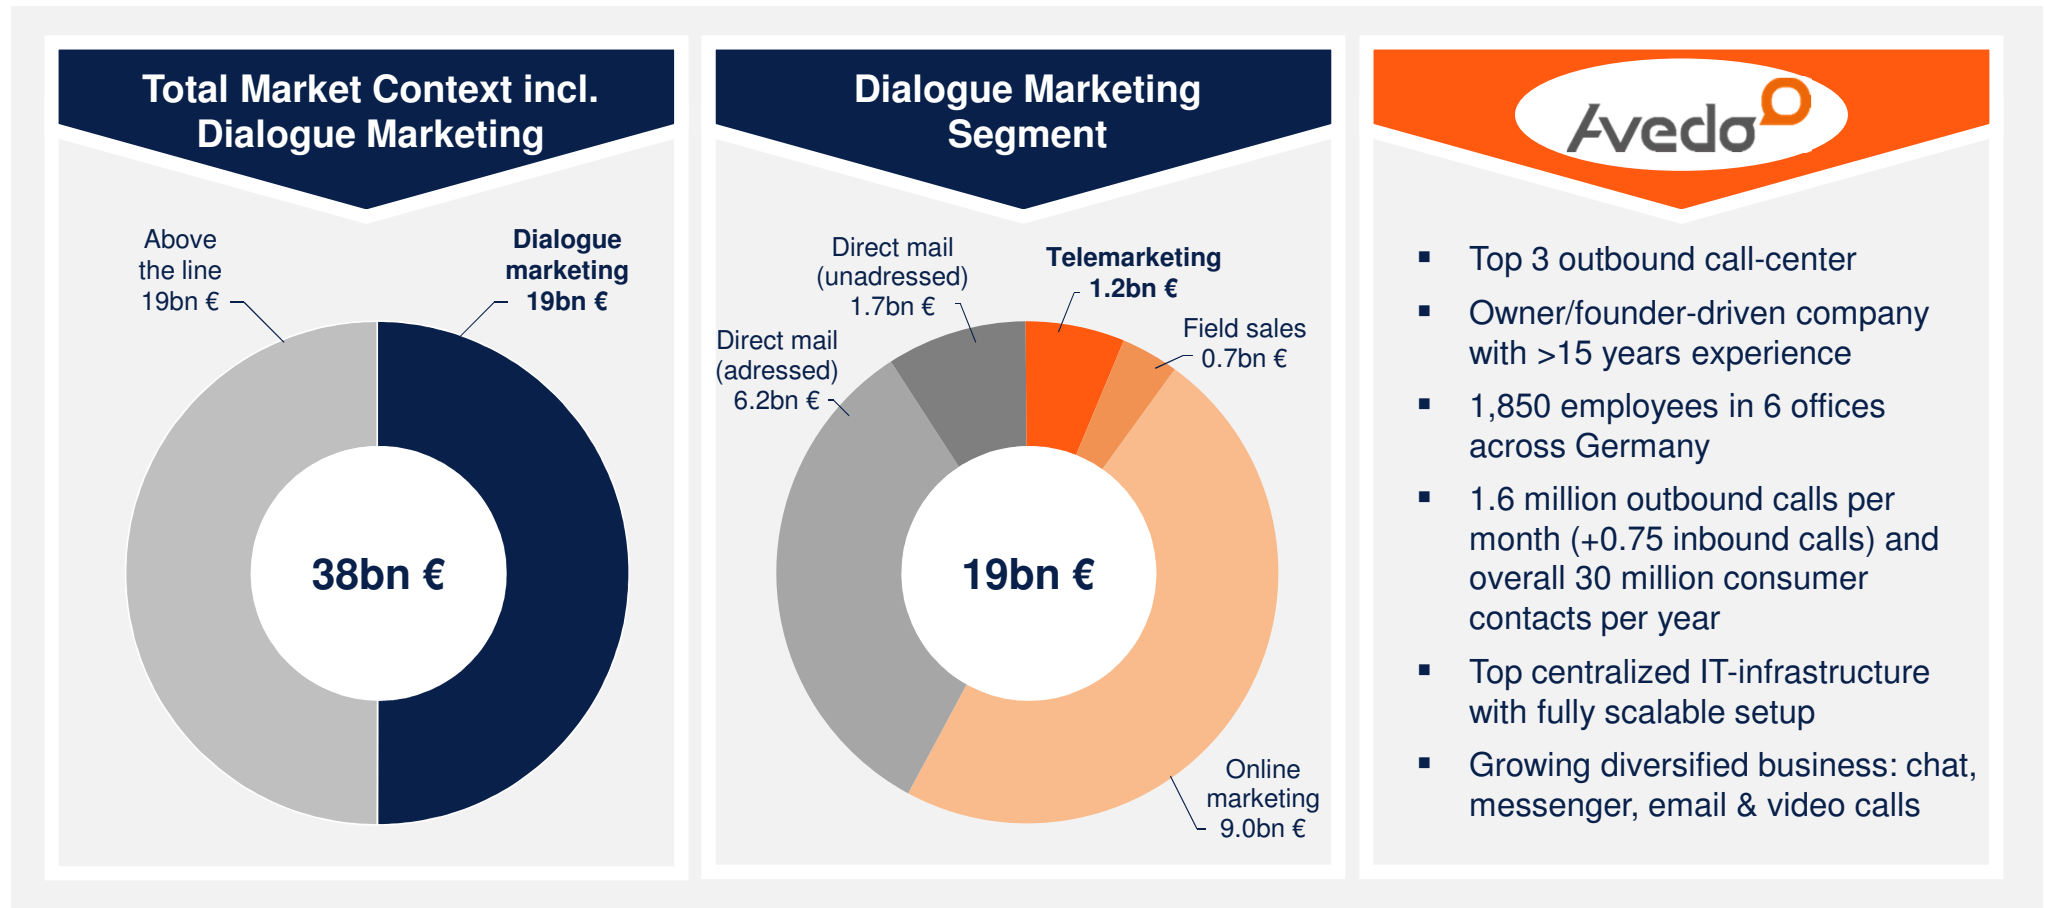 Total Market Context incl.
Dialogue Marketing
Above
the line
19bn €
Dialogue
marketing
19bn €
38bn €
Dialogue Marketing
Segment
Direct mail
(unadressed)
1.7bn €
Telemarketing
1.2bn €
Field sales
0.7bn €
Direct mail
(adressed)
6.2bn €
19bn €
Online
marketing
9.0bn €
Avedo
▪ Top 3 outbound call-center
▪ Owner/founder-driven company
with >15 years experience
▪ 1,850 employees in 6 offices
across Germany
▪ 1.6 million outbound calls per
month (+0.75 inbound calls) and
overall 30 million consumer
contacts per year
▪ Top centralized IT-infrastructure
with fully scalable setup
▪ Growing diversified business: chat,
messenger, email & video calls